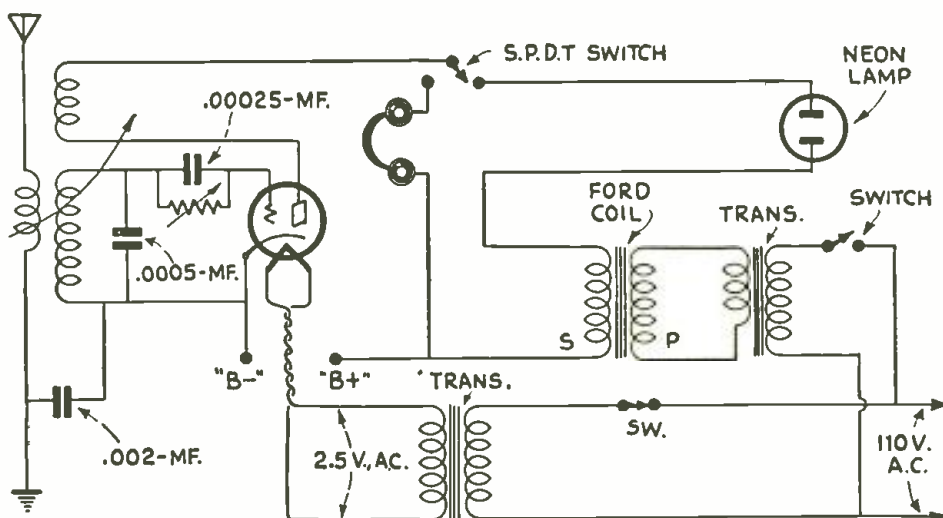 S.P.D.T SWITCH
NEON
LAMP
.00025-MF.
FORD
COIL
TRANS.
SWITCH
.0005-MF.
S
P
"B-"
"B+"
TRANS.
.002-MF.
2.5 V., A.C.
SW.
110 V.
A.C.